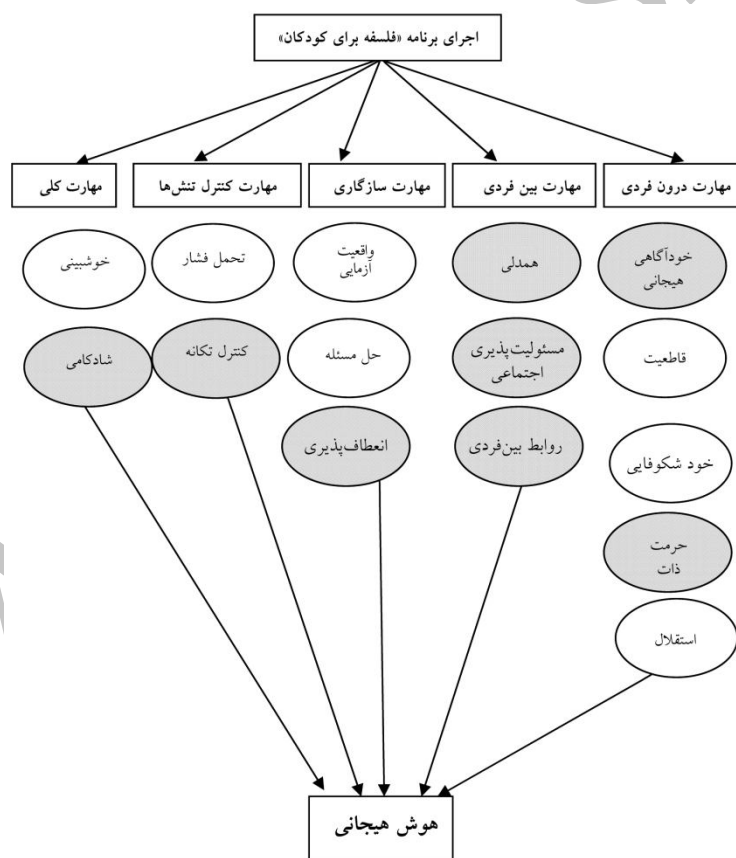 اجرای برنامه «فلسفه برای کودکان»
مهارت درون فردی
مهارت بین فردی
مهارت سازگاری
مهارت کنترل تنش‌ها
مهارت کلی
خودآگاهی
هیجانی
قاطعیت
خود شکوفایی
حرمت
ذات
استقلال
همدلی
مسئولیت‌پذیری
اجتماعی
روابط بین‌فردی
واقعیت
آزمایی
حل مسئله
انعطاف‌پذیری
تحمل فشار
کنترل تکانه
خوشبینی
شادکامی
هوش هیجانی